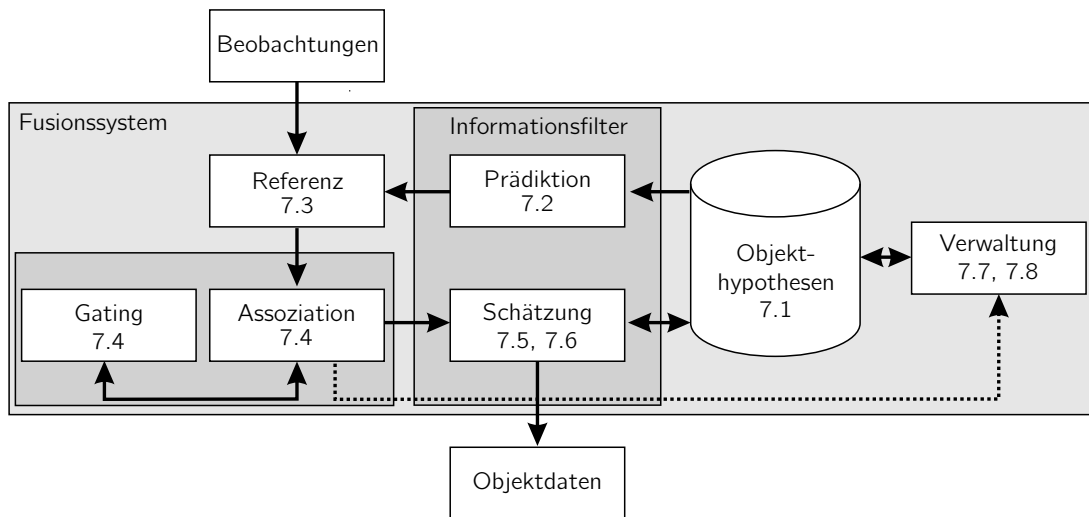 Beobachtungen
Fusionssystem
Informationsfilter
Referenz
7.3
Prädiktion
7.2
Objekt-
hypothesen
7.1
Verwaltung
7.7, 7.8
Gating
7.4
Assoziation
7.4
Schätzung
7.5, 7.6
Objektdaten